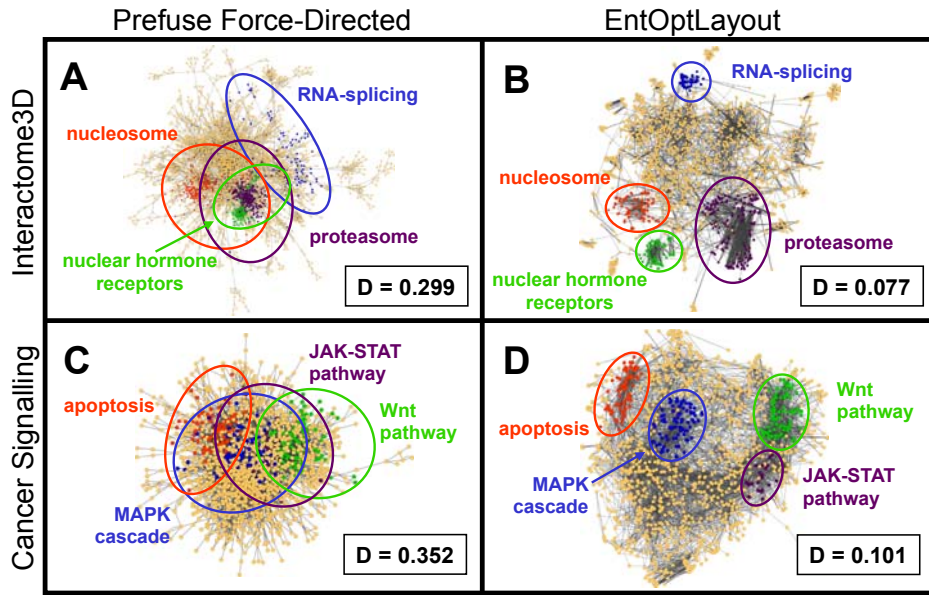 Prefuse Force-Directed
EntOptLayout
Interactome3D
A
RNA-splicing
nucleosome
proteasome
nuclear hormone
receptors
D = 0.299
B
RNA-splicing
nucleosome
proteasome
nuclear hormone
receptors
D = 0.077
Cancer Signalling
C
JAK-STAT
pathway
apoptosis
Wnt
pathway
MAPK
cascade
D = 0.352
D
Wnt
pathway
apoptosis
JAK-STAT
pathway
MAPK
cascade
D = 0.101